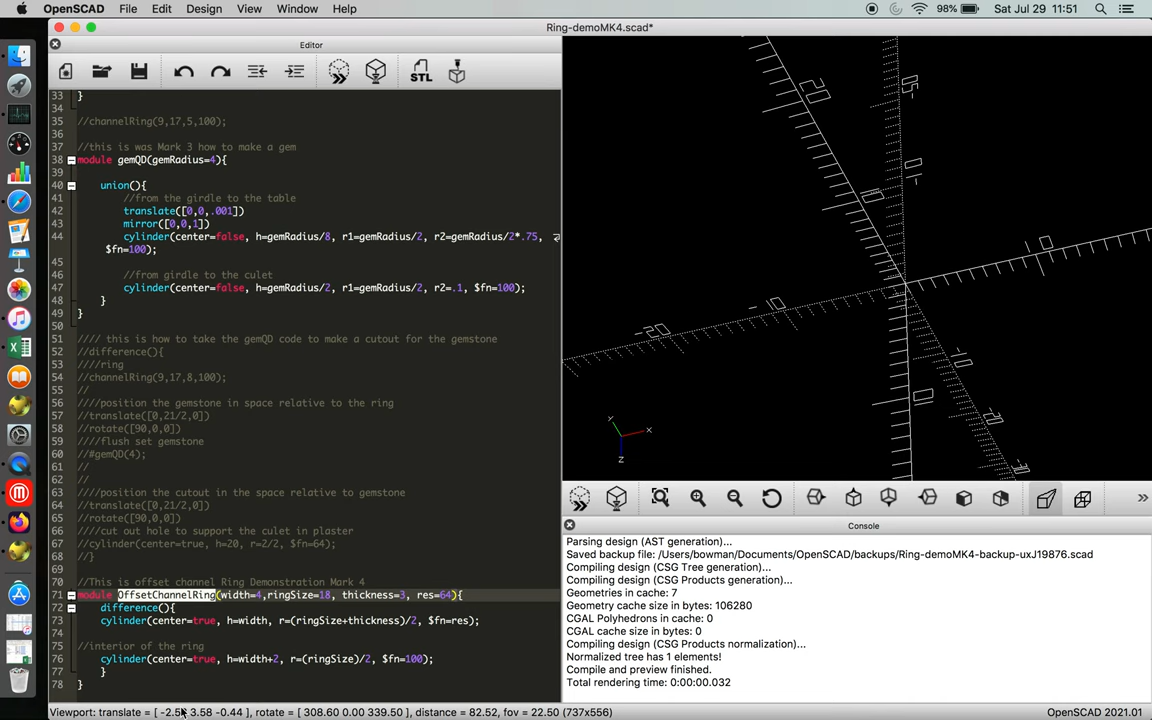 OpenSCAD File Edit Design View Window Help 98% Sat Jul 29 11:51
Ring-demoMK4.scad*
Editor
STL
33 }
34
35 //channelRing(9,17,5,100);
36
37 //this is was Mark 3 how to make a gem
38 module gemQD(gemRadius=4){
39
40 union(){
41 //from the girdle to the table
42 translate([0,0,.001])
43 mirror([0,0,1])
44 cylinder(center=false, h=gemRadius/8, r1=gemRadius/2, r2=gemRadius/2*.75,
$fn=100);
45
46 //from girdle to the culet
47 cylinder(center=false, h=gemRadius/2, r1=gemRadius/2, r2=.1, $fn=100);
48 }
49 }
50
51 //// this is how to take the gemQD code to make a cutout for the gemstone
52 //difference(){
53 ////ring
54 //channelRing(9,17,8,100);
55 //
56 ////position the gemstone in space relative to the ring
57 //translate([0,21/2,0])
58 //rotate([90,0,0])
59 ////flush set gemstone
60 //#gemQD(4);
61 //
62 //
63 ////position the cutout in the space relative to gemstone
64 //translate([0,21/2,0])
65 //rotate([90,0,0])
66 ////cut out hole to support the culet in plaster
67 //cylinder(center=true, h=20, r=2/2, $fn=64);
68 //}
69
70 //This is offset channel Ring Demonstration Mark 4
71 module OffsetChannelRing(width=4,ringSize=18, thickness=3, res=64){
72 difference(){
73 cylinder(center=true, h=width, r=(ringSize+thickness)/2, $fn=res);
74
75 //interior of the ring
76 cylinder(center=true, h=width+2, r=(ringSize)/2, $fn=100);
77 }
78 }
X
Y
Z
Console
Parsing design (AST generation)...
Saved backup file: /Users/bowman/Documents/OpenSCAD/backups/Ring-demoMK4-backup-uxJ19876.scad
Compiling design (CSG Tree generation)...
Compiling design (CSG Products generation)...
Geometries in cache: 7
Geometry cache size in bytes: 106280
CGAL Polyhedrons in cache: 0
CGAL cache size in bytes: 0
Compiling design (CSG Products normalization)...
Normalized tree has 1 elements!
Compile and preview finished.
Total rendering time: 0:00:00.032
Viewport: translate = [ 3.58 -0.44 ], rotate = [ 308.60 0.00 339.50 ], distance = 82.52, fov = 22.50 (737x556)
OpenSCAD 2021.01